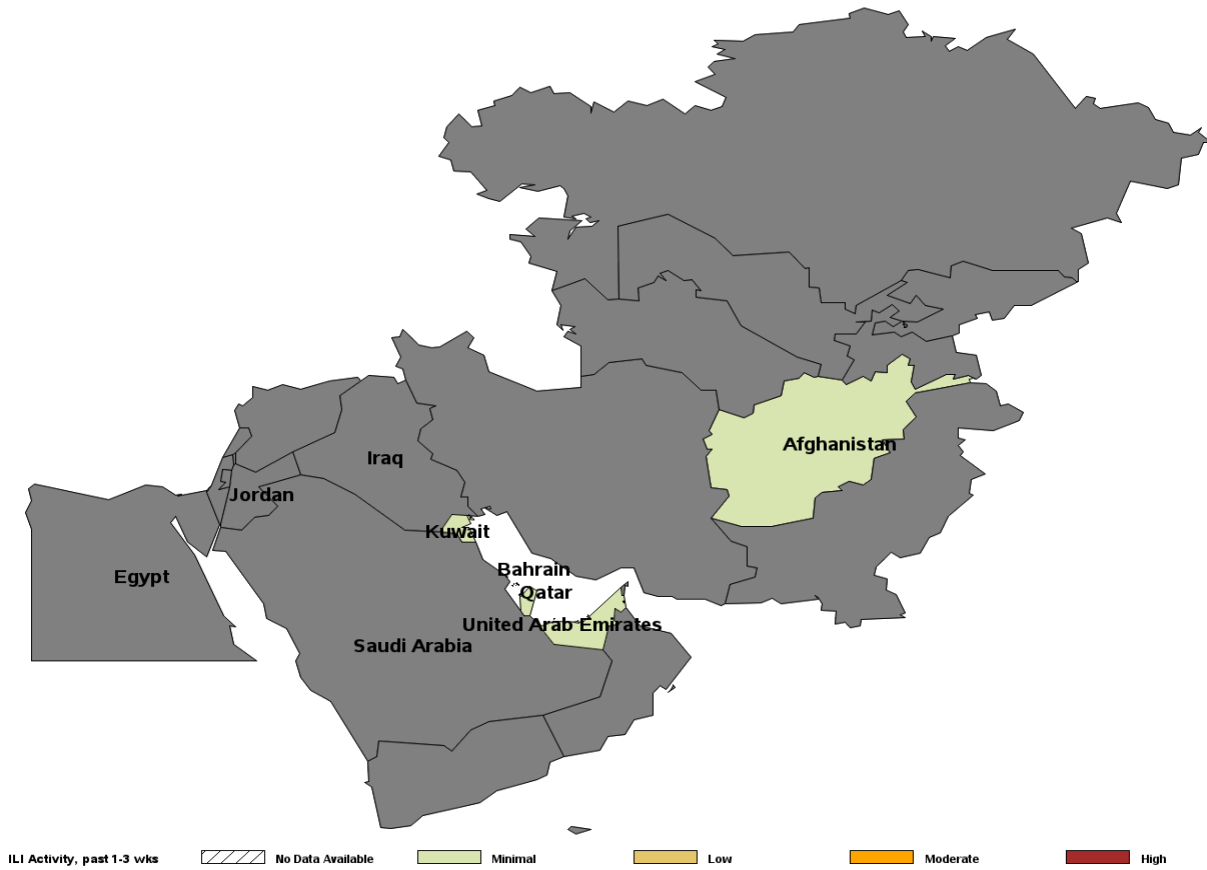 Afghanistan
Iraq
Jordan
Kuwait
Bahrain
Egypt
Qatar
United Arab Emirates
Saudi Arabia
ILI Activity, past 1-3 wks No Data Available Minimal Low Moderate High